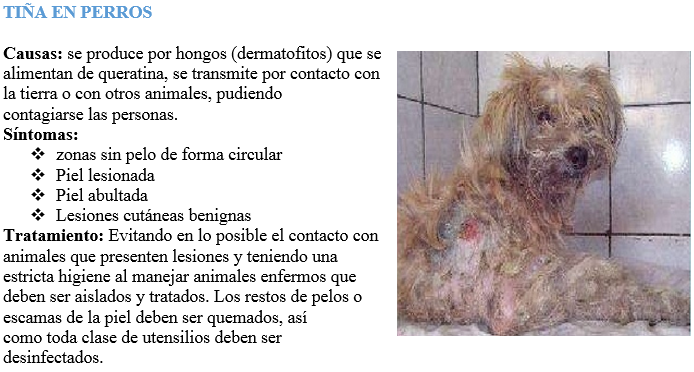 TIÑA EN PERROS
Causas: se produce por hongos (dermatofitos) que se
alimentan de queratina, se transmite por contacto con
la tierra o con otros animales, pudiendo
contagiarse las personas.
Síntomas:
❖ zonas sin pelo de forma circular
❖ Piel lesionada
❖ Piel abultada
❖ Lesiones cutáneas benignas
Tratamiento: Evitando en lo posible el contacto con
animales que presenten lesiones y teniendo una
estricta higiene al manejar animales enfermos que
deben ser aislados y tratados. Los restos de pelos o
escamas de la piel deben ser quemados, así
como toda clase de utensilios deben ser
desinfectados.